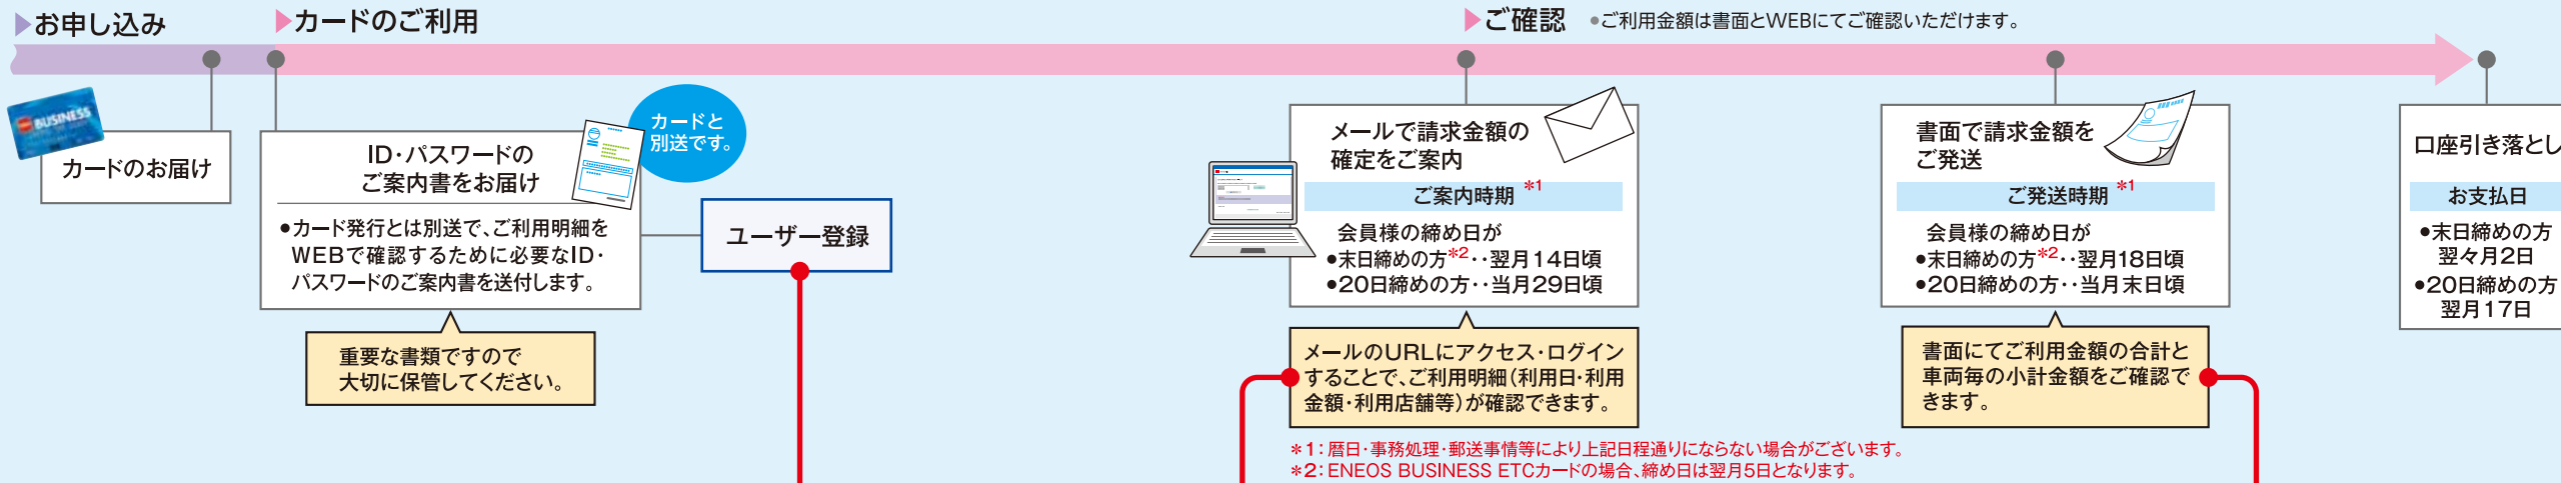 ▶お申し込み
▶カードのご利用
▶ご確認 ●ご利用金額は書面とWEBにてご確認いただけます。
BUSINESS
カードのお届け
ID・パスワードの
ご案内書をお届け
カードと
別送です。
●カード発行とは別送で、ご利用明細を
WEBで確認するために必要なID・
パスワードのご案内書を送付します。
重要な書類ですので
大切に保管してください。
ユーザー登録
メールで請求金額の
確定をご案内
ご案内時期 *1
会員様の締め日が
●末日締めの方*2‥翌月14日頃
●20日締めの方‥当月29日頃
メールのURLにアクセス・ログイン
することで、ご利用明細(利用日・利用
金額・利用店舗等)が確認できます。
書面で請求金額を
ご発送
ご発送時期 *1
会員様の締め日が
●末日締めの方*2‥翌月18日頃
●20日締めの方‥当月末日頃
書面にてご利用金額の合計と
車両毎の小計金額をご確認で
きます。
*1:暦日・事務処理・郵送事情等により上記日程通りにならない場合がございます。
*2:ENEOS BUSINESS ETCカードの場合、締め日は翌月5日となります。
口座引き落とし
お支払日
●末日締めの方
翌々月2日
●20日締めの方
翌月17日